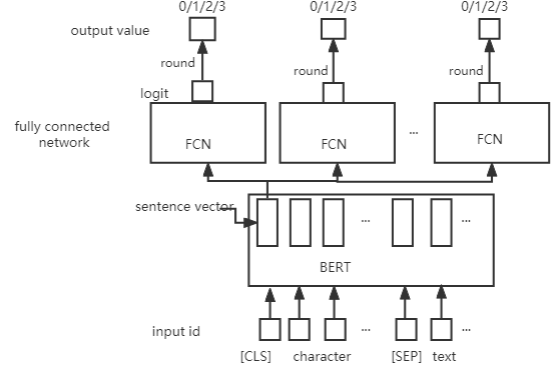 0/1/2/3 0/1/2/3 0/1/2/3
output value
round round round
logit
fully connected
network
FCN FCN ... FCN
sentence vector
... ...
BERT
input id ... ...
[CLS] character [SEP] text